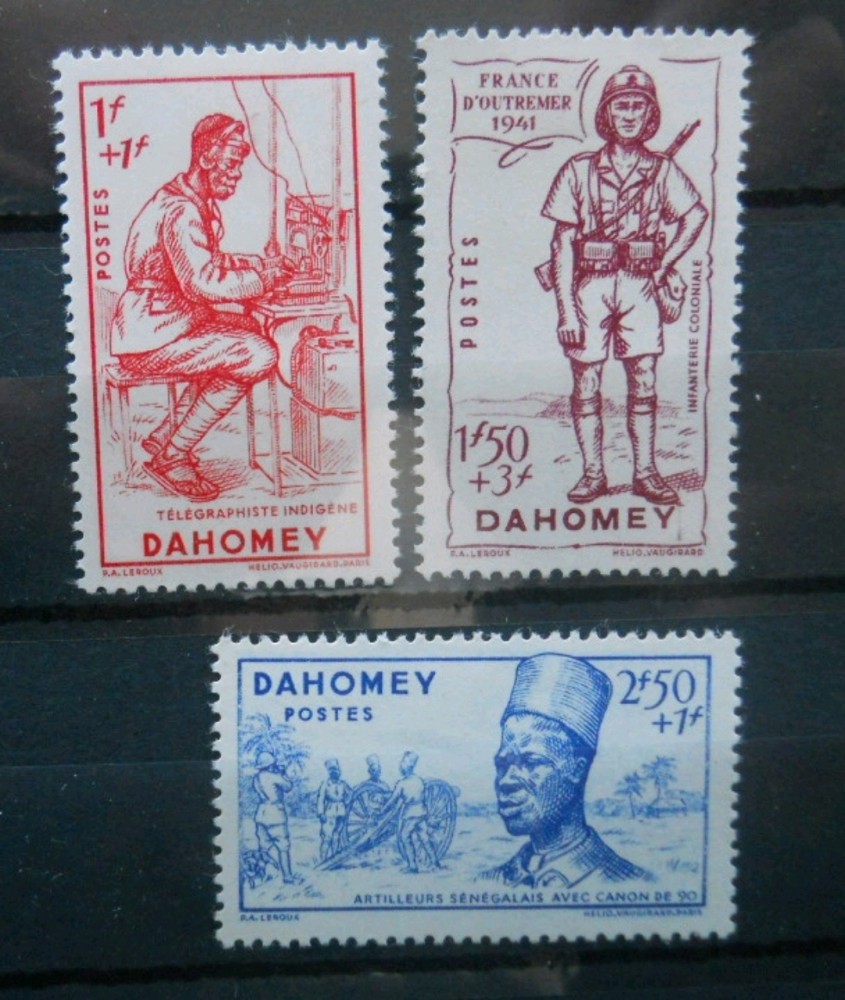 1f
+1f
POSTES
TÉLÉGRAPHISTE INDIGÈNE
DAHOMEY
P.A. LEROUX HELIO.VAUGIRARD.PARIS
FRANCE
D'OUTREMER
1941
POSTES
INFANTERIE COLONIALE
1f50
+3f
DAHOMEY
P.A. LEROUX HELIO.VAUGIRARD
DAHOMEY
POSTES
2f50
+1f
ARTILLEURS SÉNÉGALAIS AVEC CANON DE 90
P.A. LEROUX HELIO.VAUGIRARD.PARIS